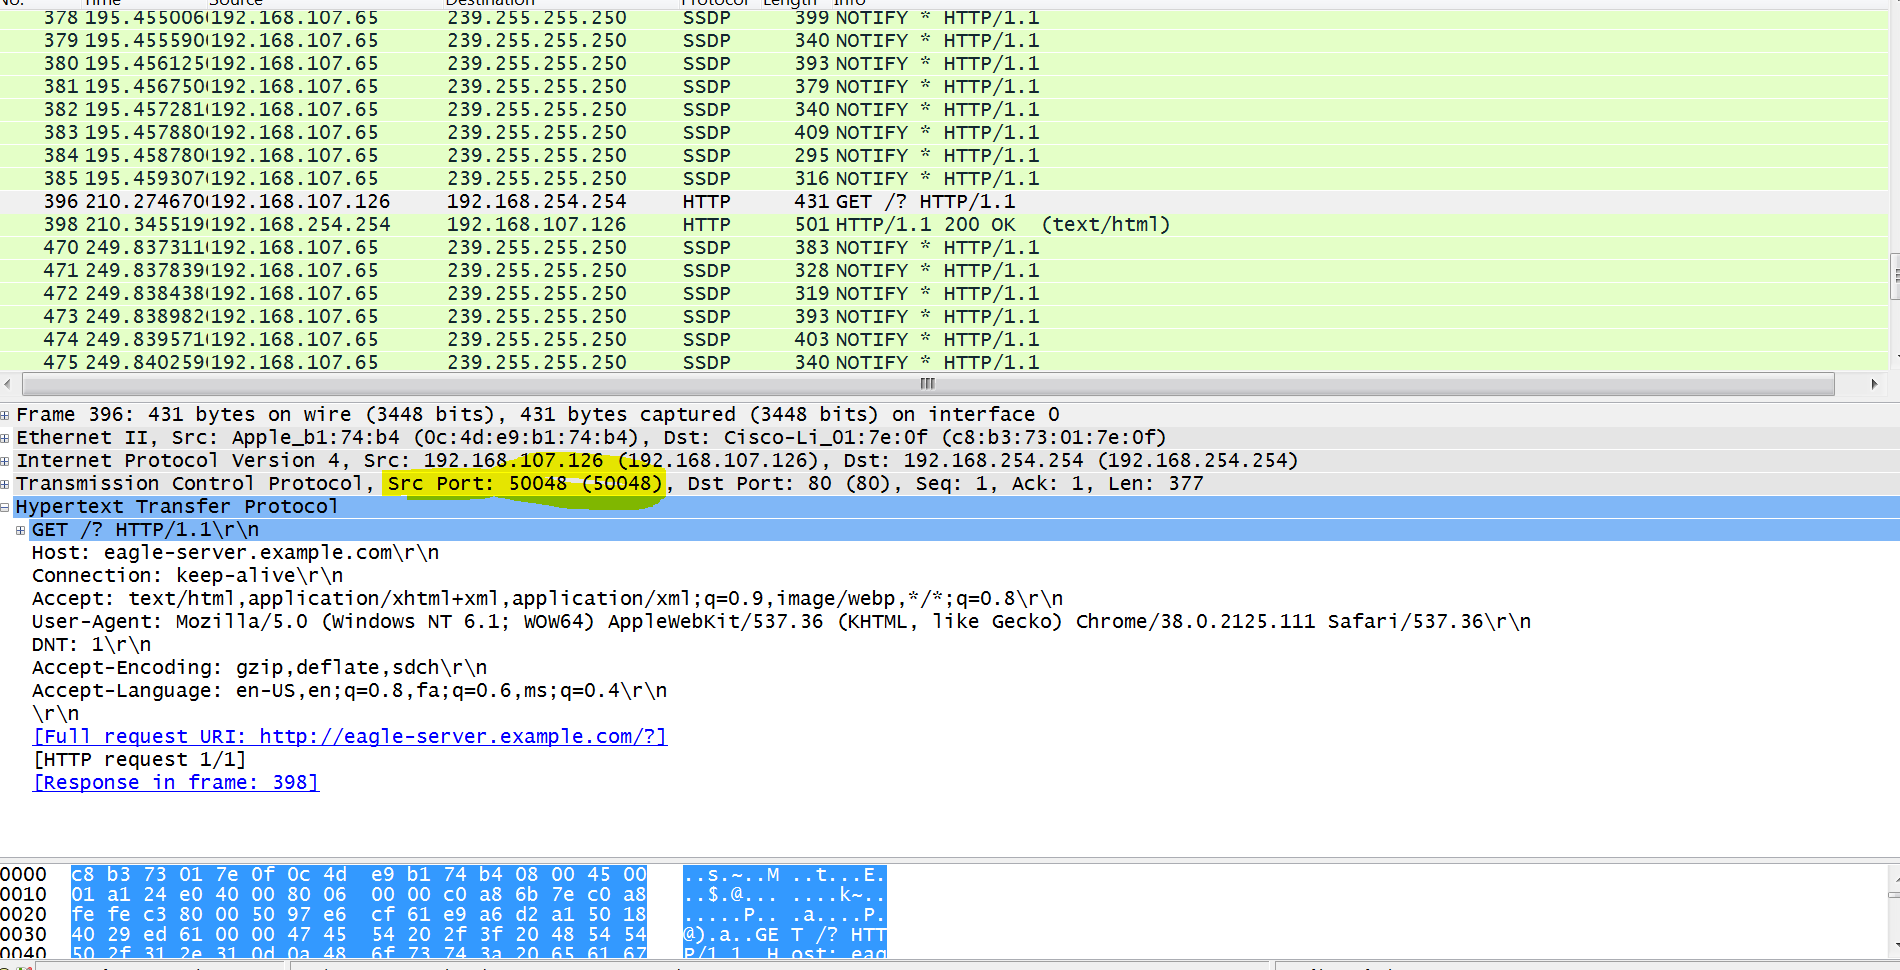 No. Time Source Destination Protocol Length Info
378 195.4550060 192.168.107.65 239.255.255.250 SSDP 399 NOTIFY * HTTP/1.1
379 195.4555900 192.168.107.65 239.255.255.250 SSDP 340 NOTIFY * HTTP/1.1
380 195.4561250 192.168.107.65 239.255.255.250 SSDP 393 NOTIFY * HTTP/1.1
381 195.4567500 192.168.107.65 239.255.255.250 SSDP 379 NOTIFY * HTTP/1.1
382 195.4572810 192.168.107.65 239.255.255.250 SSDP 340 NOTIFY * HTTP/1.1
383 195.4578800 192.168.107.65 239.255.255.250 SSDP 409 NOTIFY * HTTP/1.1
384 195.4587800 192.168.107.65 239.255.255.250 SSDP 295 NOTIFY * HTTP/1.1
385 195.4593070 192.168.107.65 239.255.255.250 SSDP 316 NOTIFY * HTTP/1.1
396 210.2746700 192.168.107.126 192.168.254.254 HTTP 431 GET /? HTTP/1.1
398 210.3455190 192.168.254.254 192.168.107.126 HTTP 501 HTTP/1.1 200 OK (text/html)
470 249.8373110 192.168.107.65 239.255.255.250 SSDP 383 NOTIFY * HTTP/1.1
471 249.8378390 192.168.107.65 239.255.255.250 SSDP 328 NOTIFY * HTTP/1.1
472 249.8384380 192.168.107.65 239.255.255.250 SSDP 319 NOTIFY * HTTP/1.1
473 249.8389820 192.168.107.65 239.255.255.250 SSDP 393 NOTIFY * HTTP/1.1
474 249.8395710 192.168.107.65 239.255.255.250 SSDP 403 NOTIFY * HTTP/1.1
475 249.8402590 192.168.107.65 239.255.255.250 SSDP 340 NOTIFY * HTTP/1.1
Frame 396: 431 bytes on wire (3448 bits), 431 bytes captured (3448 bits) on interface 0
Ethernet II, Src: Apple_b1:74:b4 (0c:4d:e9:b1:74:b4), Dst: Cisco-Li_01:7e:0f (c8:b3:73:01:7e:0f)
Internet Protocol Version 4, Src: 192.168.107.126 (192.168.107.126), Dst: 192.168.254.254 (192.168.254.254)
Transmission Control Protocol, Src Port: 50048 (50048), Dst Port: 80 (80), Seq: 1, Ack: 1, Len: 377
Hypertext Transfer Protocol
GET /? HTTP/1.1\r\n
Host: eagle-server.example.com\r\n
Connection: keep-alive\r\n
Accept: text/html,application/xhtml+xml,application/xml;q=0.9,image/webp,*/*;q=0.8\r\n
User-Agent: Mozilla/5.0 (Windows NT 6.1; WOW64) AppleWebKit/537.36 (KHTML, like Gecko) Chrome/38.0.2125.111 Safari/537.36\r\n
DNT: 1\r\n
Accept-Encoding: gzip,deflate,sdch\r\n
Accept-Language: en-US,en;q=0.8,fa;q=0.6,ms;q=0.4\r\n
\r\n
[Full request URI: http://eagle-server.example.com/?]
[HTTP request 1/1]
[Response in frame: 398]
0000 c8 b3 73 01 7e 0f 0c 4d e9 b1 74 b4 08 00 45 00 ..s.~..M ..t...E.
0010 01 a1 24 e0 40 00 80 06 00 00 c0 a8 6b 7e c0 a8 ..$.@... ....k~..
0020 fe fe c3 80 00 50 97 e6 cf 61 e9 a6 d2 a1 50 18 .....P.. .a....P.
0030 40 29 ed 61 00 00 47 45 54 20 2f 3f 20 48 54 54 @).a..GE T /? HTT
0040 50 2f 31 2e 31 0d 0a 48 6f 73 74 3a 20 65 61 67 P/1.1..H ost: eag